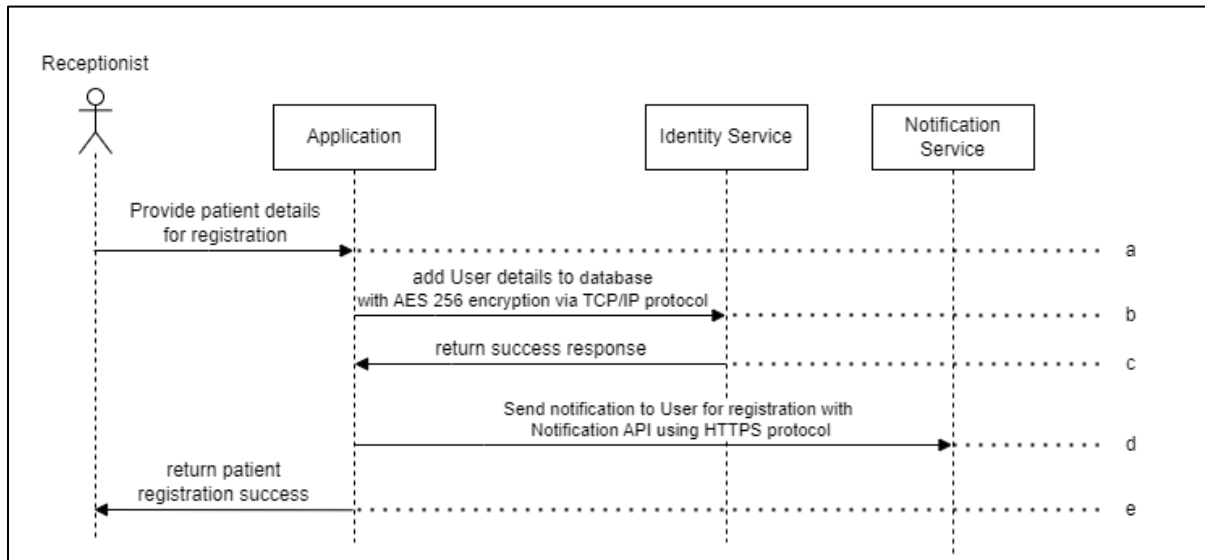 Receptionist
Application
Identity Service
Notification
Service
Provide patient details
for registration
a
add User details to database
with AES 256 encryption via TCP/IP protocol
b
return success response
c
Send notification to User for registration with
Notification API using HTTPS protocol
d
return patient
registration success
e